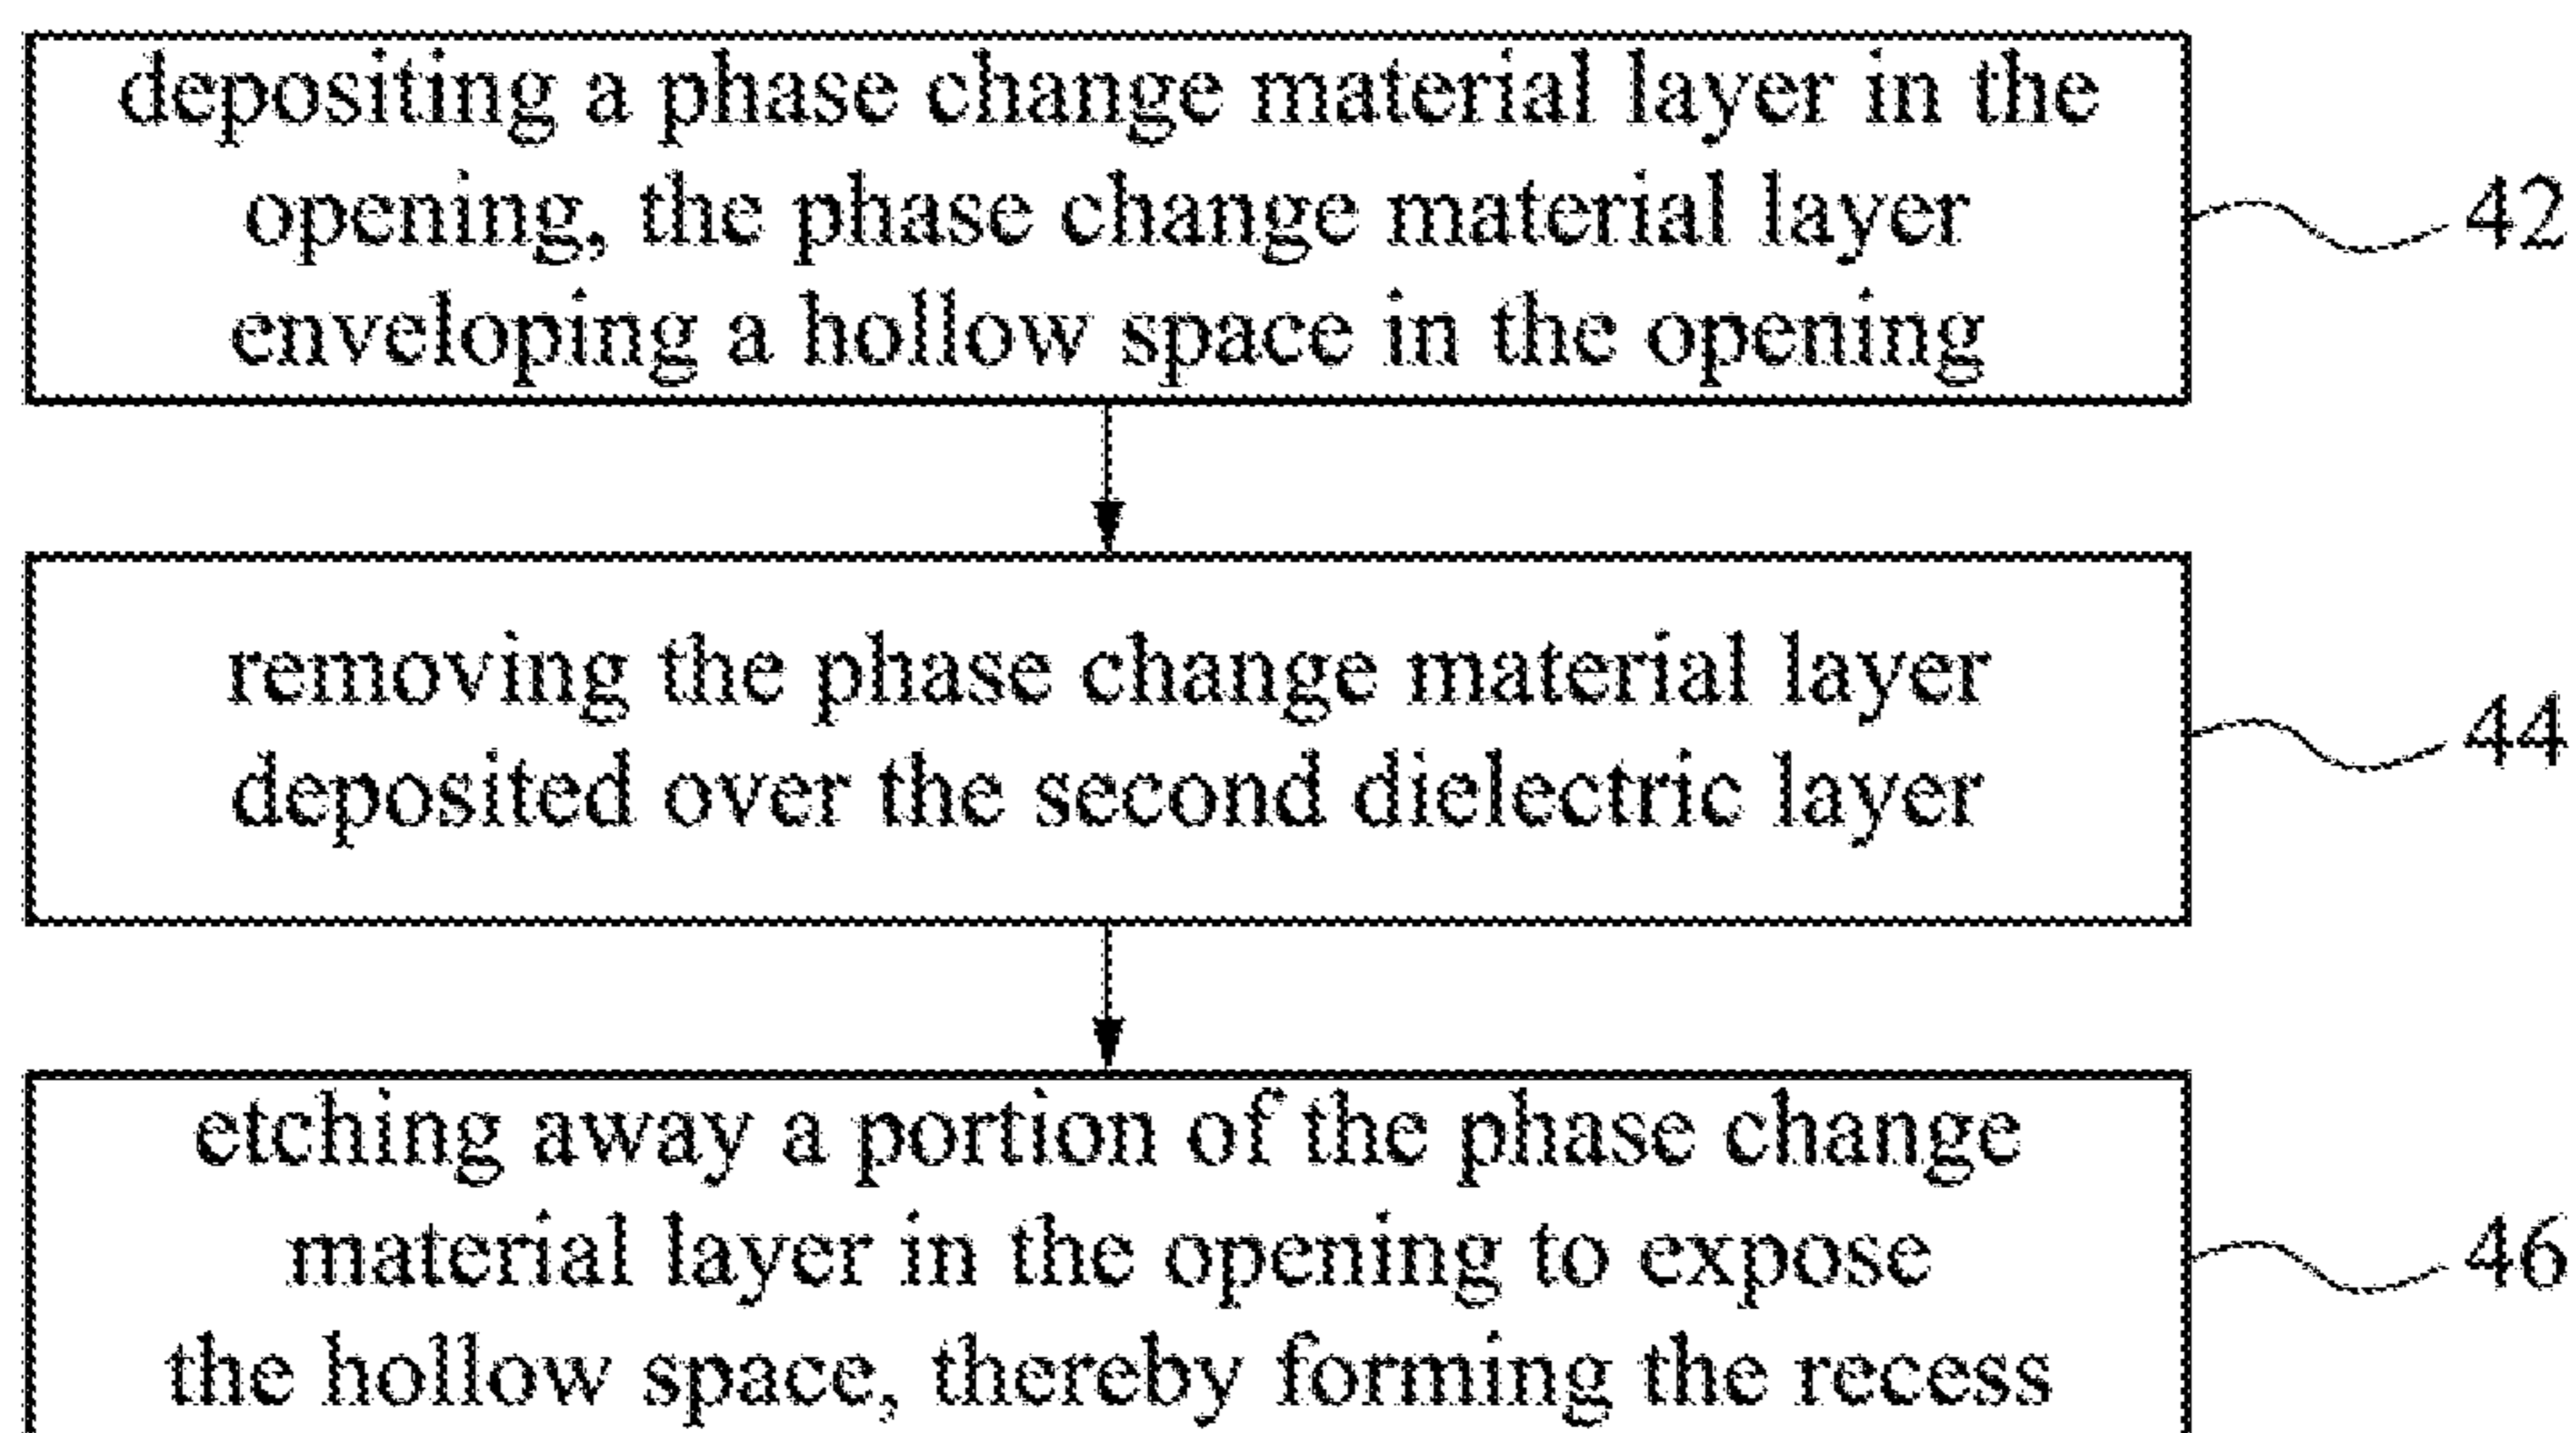 depositing a phase change material layer in the
opening, the phase change material layer
enveloping a hollow space in the opening
42
removing the phase change material layer
deposited over the second dielectric layer
44
etching away a portion of the phase change
material layer in the opening to expose
the hollow space, thereby forming the recess
46